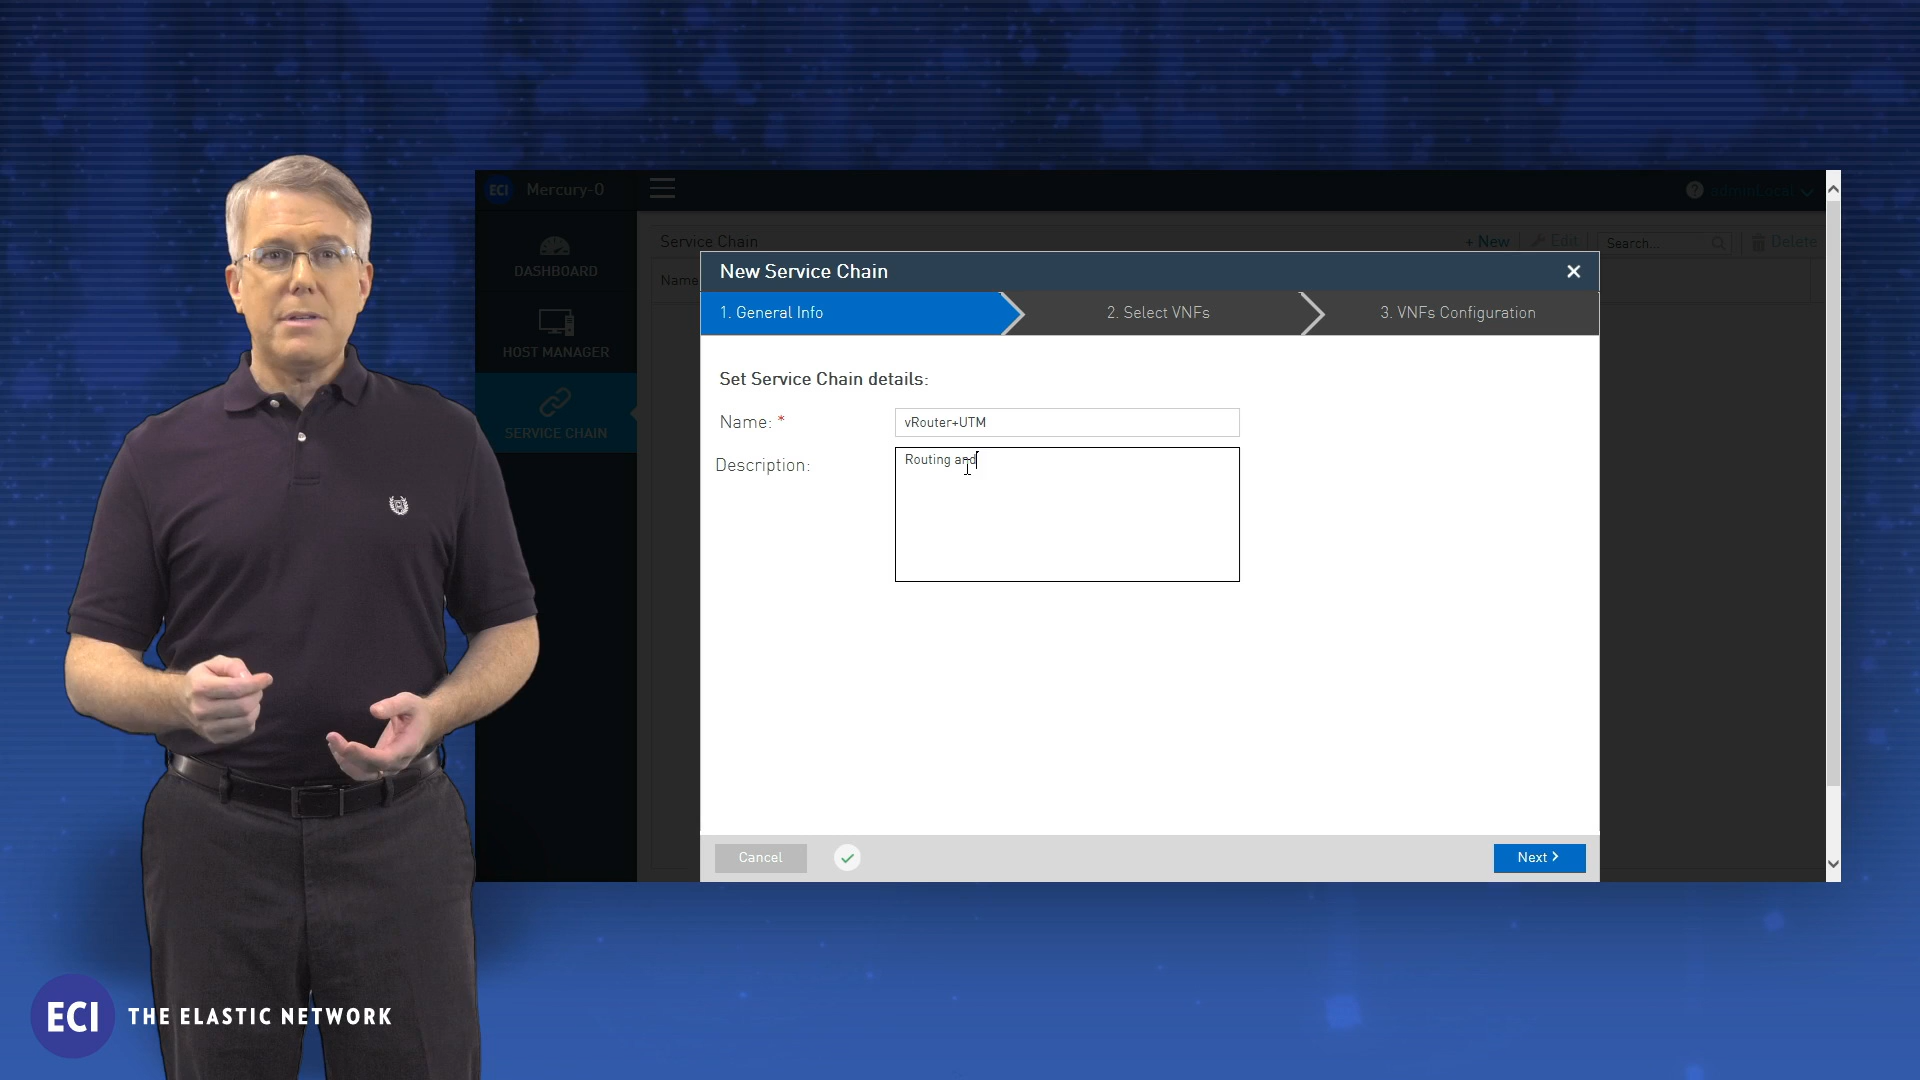 ECI Mercury-O
? adminLocal
DASHBOARD
HOST MANAGER
SERVICE CHAIN
Service Chain
+ New
Edit
Search...
Delete
Name
New Service Chain
1. General Info
2. Select VNFs
3. VNFs Configuration
Set Service Chain details:
Name: *
vRouter+UTM
Description:
Routing and
Cancel
Next >
ECI THE ELASTIC NETWORK